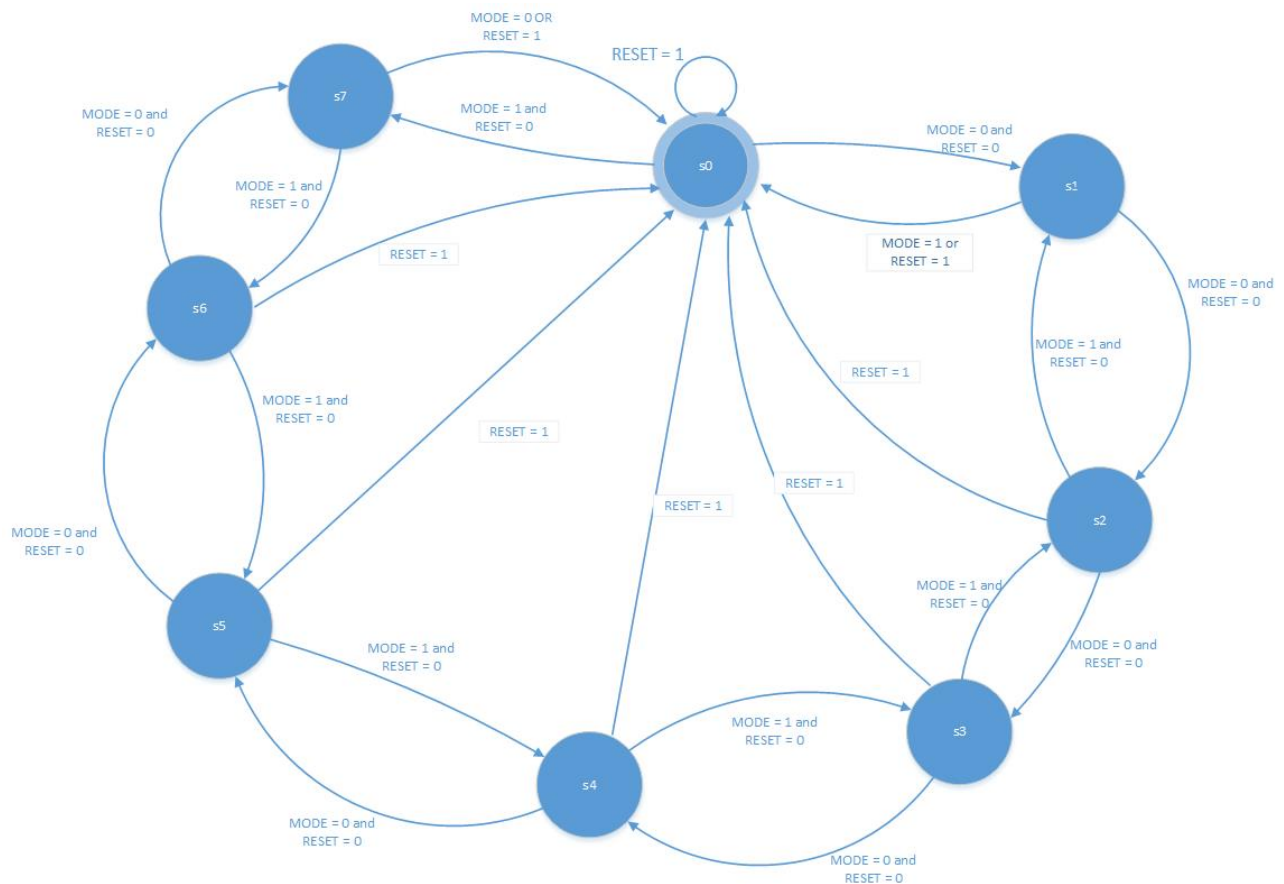 MODE = 0 OR
RESET = 1
RESET = 1
s7
MODE = 0 and
RESET = 0
MODE = 1 and
RESET = 0
MODE = 0 and
RESET = 0
s0
s1
MODE = 1 and
RESET = 0
RESET = 1
MODE = 1 or
RESET = 1
MODE = 0 and
RESET = 0
s6
MODE = 1 and
RESET = 0
RESET = 1
MODE = 1 and
RESET = 0
RESET = 1
RESET = 1
RESET = 1
s2
MODE = 0 and
RESET = 0
MODE = 1 and
RESET = 0
s5
MODE = 1 and
RESET = 0
MODE = 0 and
RESET = 0
MODE = 1 and
RESET = 0
s3
s4
MODE = 0 and
RESET = 0
MODE = 0 and
RESET = 0